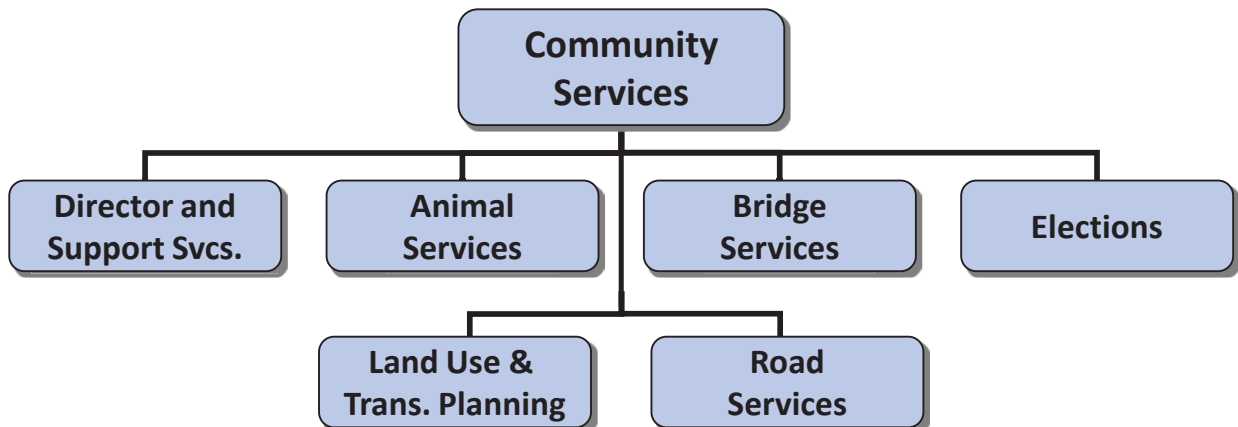 Community
Services
Director and
Support Svcs.
Animal
Services
Bridge
Services
Elections
Land Use &
Trans. Planning
Road
Services